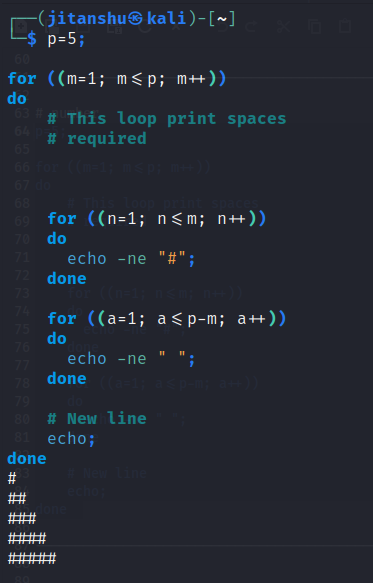 ┌──(jitanshu㉿kali)-[~]
└─$ p=5;
for ((m=1; m<=p; m++))
do
# This loop print spaces
# required
for ((n=1; n<=m; n++))
do
echo -ne "#";
done
for ((a=1; a<=p-m; a++))
do
echo -ne " ";
done
# New line
echo;
done
#
##
###
####
#####